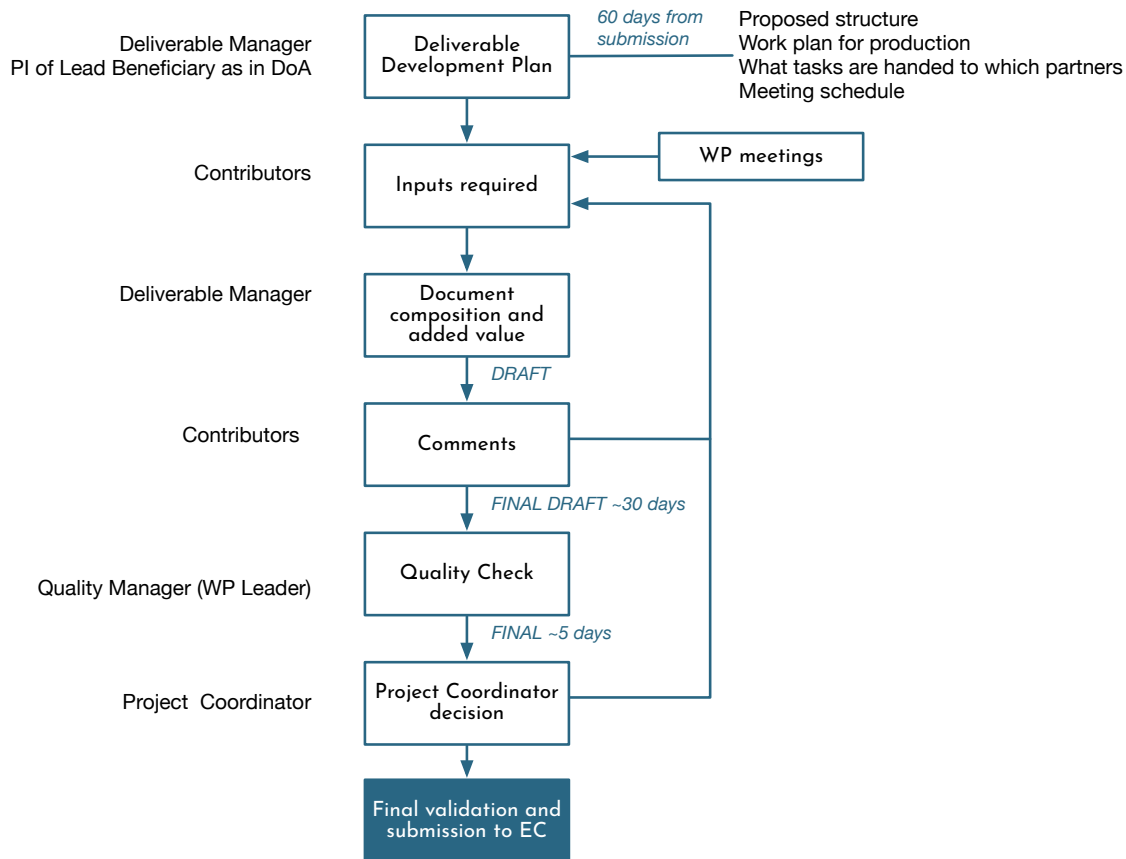 60 days from
submission
Deliverable Manager
PI of Lead Beneficiary as in DoA
Deliverable
Development Plan
Proposed structure
Work plan for production
What tasks are handed to which partners
Meeting schedule
Contributors
Inputs required
WP meetings
Deliverable Manager
Document
composition and
added value
DRAFT
Contributors
Comments
FINAL DRAFT ~30 days
Quality Manager (WP Leader)
Quality Check
FINAL ~5 days
Project Coordinator
Project Coordinator
decision
Final validation and
submission to EC